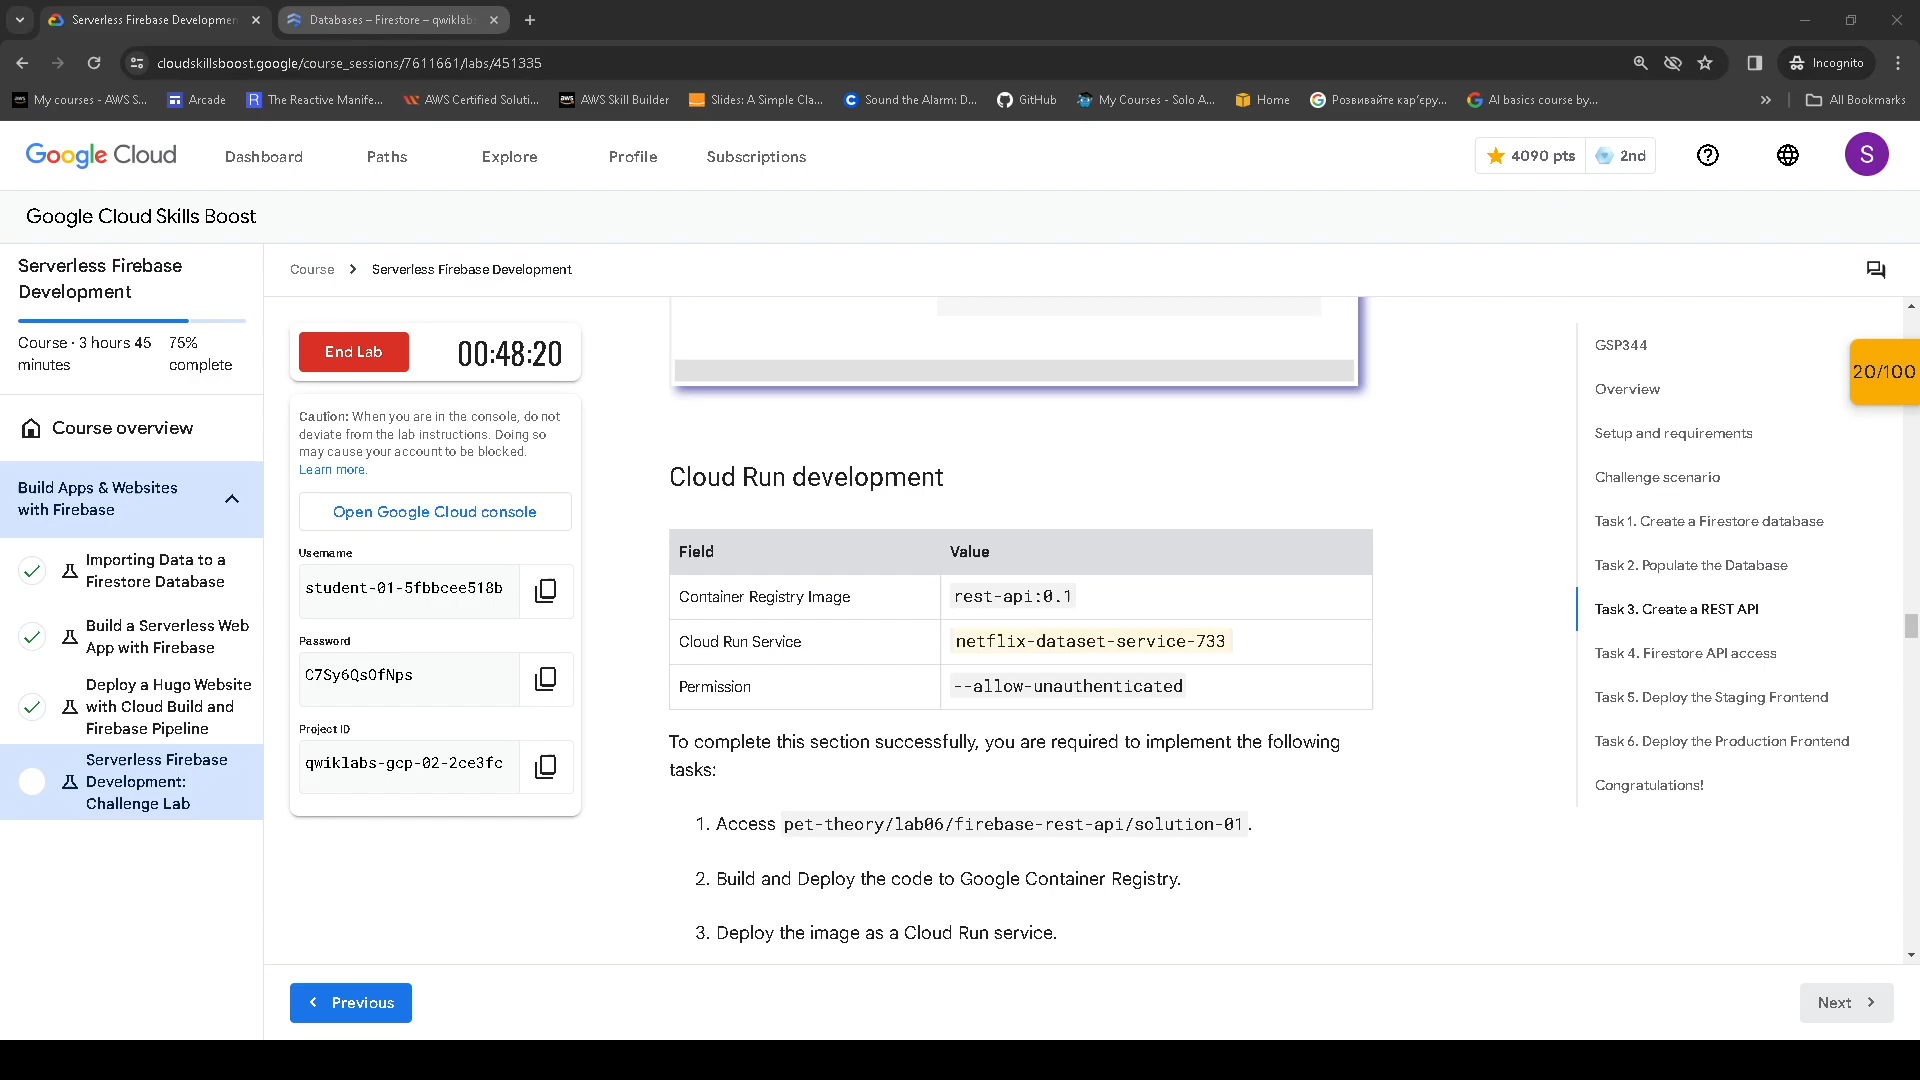 Serverless Firebase Developmen
Databases – Firestore – qwiklab
cloudskillsboost.google/course_sessions/7611661/labs/451335
Incognito
My courses - AWS S...
Arcade
The Reactive Manife...
AWS Certified Soluti...
AWS Skill Builder
Slides: A Simple Cla...
Sound the Alarm: D...
GitHub
My Courses - Solo A...
Home
Розвивайте кар'єру...
AI basics course by...
All Bookmarks
Google Cloud
Dashboard
Paths
Explore
Profile
Subscriptions
4090 pts
2nd
S
Google Cloud Skills Boost
Serverless Firebase
Development
Course · 3 hours 45
minutes
75%
complete
Course overview
Build Apps & Websites
with Firebase
Importing Data to a
Firestore Database
Build a Serverless Web
App with Firebase
Deploy a Hugo Website
with Cloud Build and
Firebase Pipeline
Serverless Firebase
Development:
Challenge Lab
Course
Serverless Firebase Development
End Lab
00:48:20
Caution: When you are in the console, do not
deviate from the lab instructions. Doing so
may cause your account to be blocked.
Learn more.
Open Google Cloud console
Username
student-01-5fbbcee518b
Password
C7Sy6QsOfNps
Project ID
qwiklabs-gcp-02-2ce3fc
Cloud Run development
Field Value
Container Registry Image rest-api:0.1
Cloud Run Service netflix-dataset-service-733
Permission --allow-unauthenticated
To complete this section successfully, you are required to implement the following
tasks:
1. Access pet-theory/lab06/firebase-rest-api/solution-01.
2. Build and Deploy the code to Google Container Registry.
3. Deploy the image as a Cloud Run service.
GSP344
Overview
Setup and requirements
Challenge scenario
Task 1. Create a Firestore database
Task 2. Populate the Database
Task 3. Create a REST API
Task 4. Firestore API access
Task 5. Deploy the Staging Frontend
Task 6. Deploy the Production Frontend
Congratulations!
20/100
Previous
Next